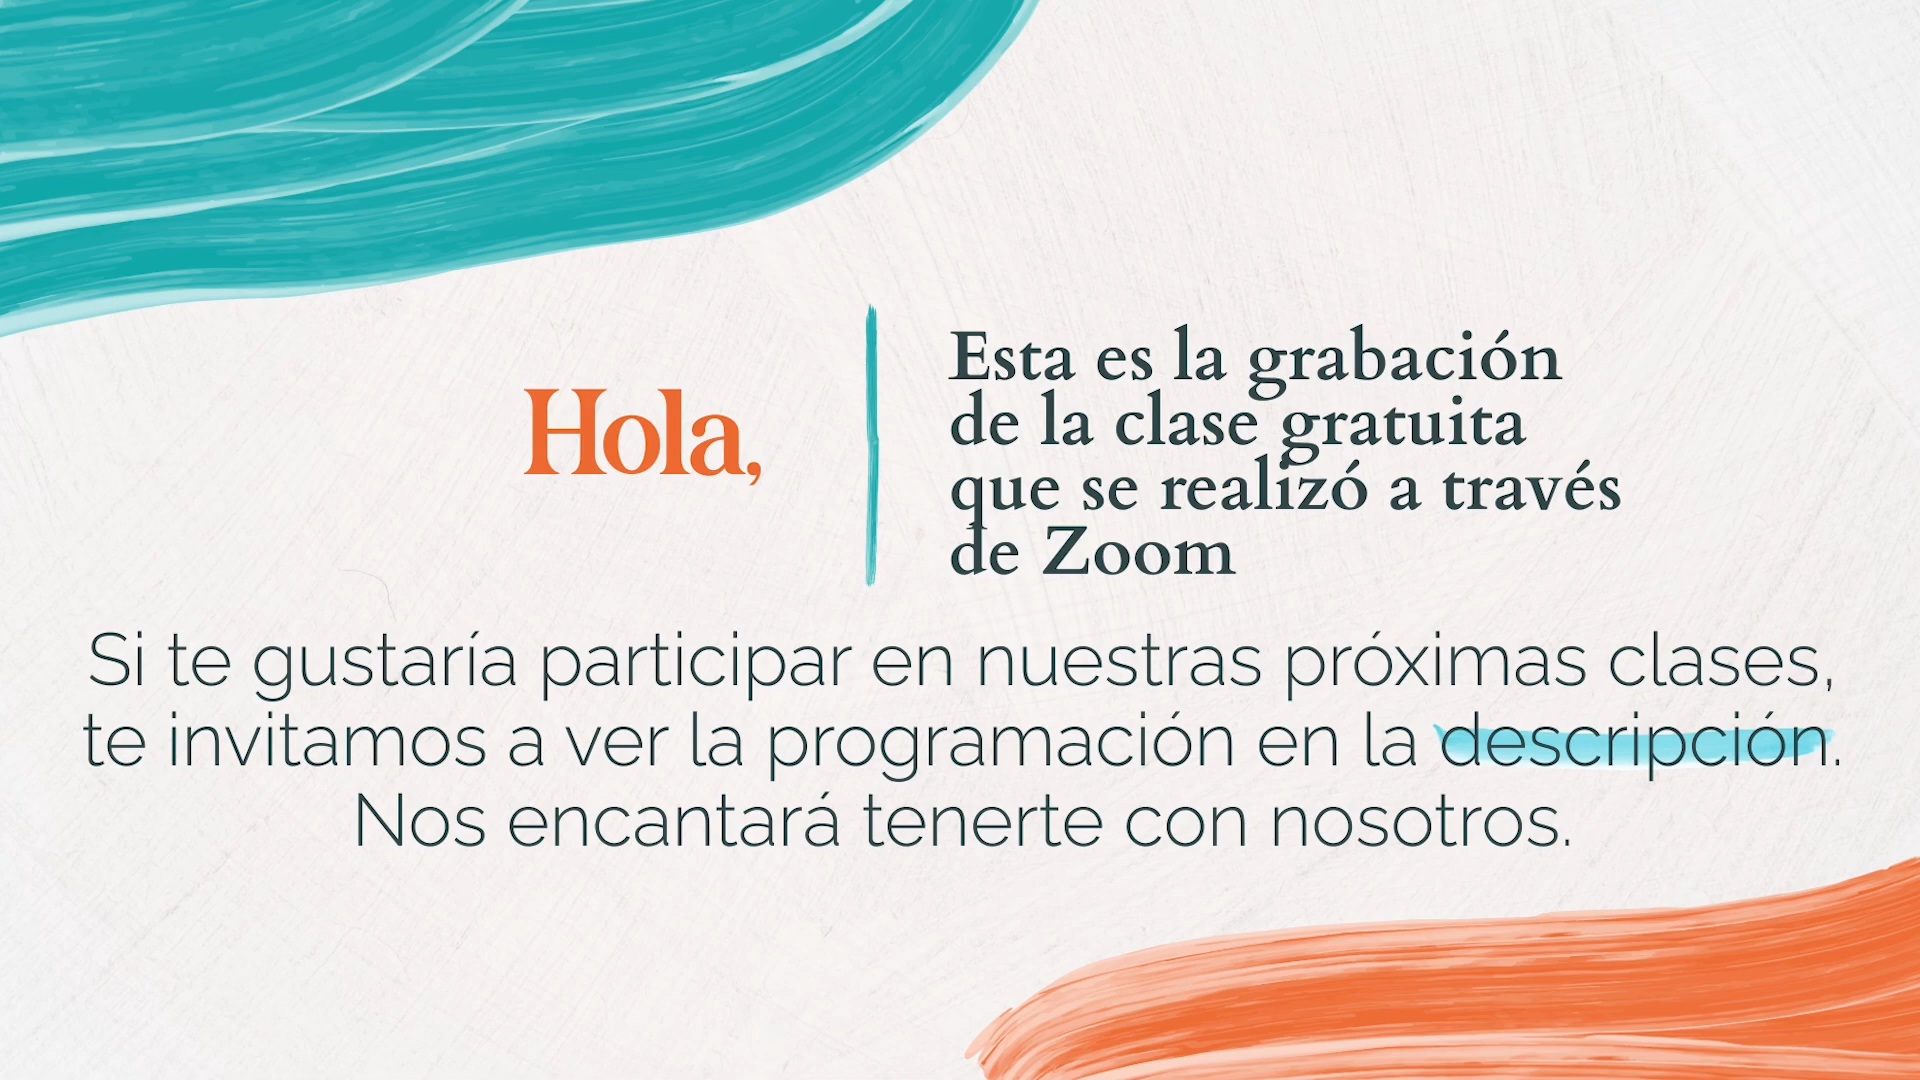 Hola,
Esta es la grabación
de la clase gratuita
que se realizó a través
de Zoom
Si te gustaría participar en nuestras próximas clases,
te invitamos a ver la programación en la descripción.
Nos encantará tenerte con nosotros.